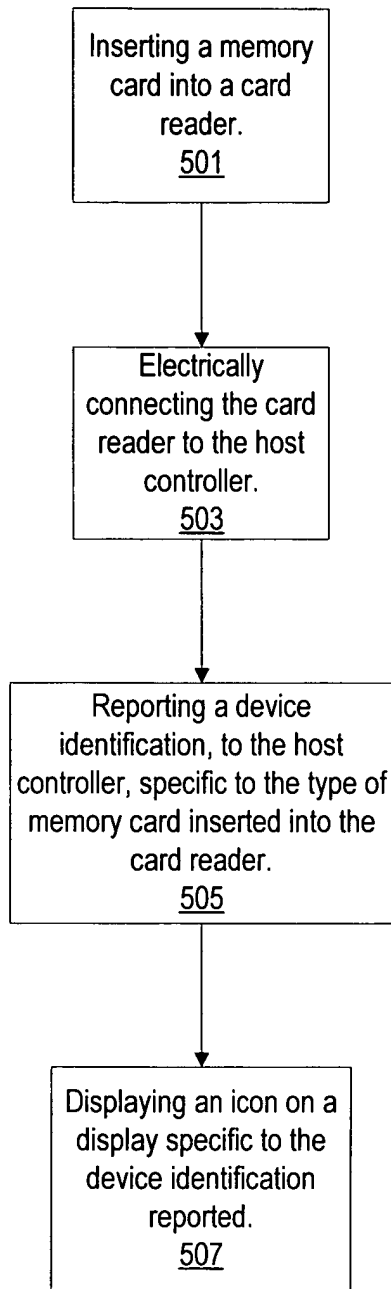 Inserting a memory
card into a card
reader.
501
Electrically
connecting the card
reader to the host
controller.
503
Reporting a device
identification, to the host
controller, specific to the type of
memory card inserted into the
card reader.
505
Displaying an icon on a
display specific to the
device identification
reported.
507